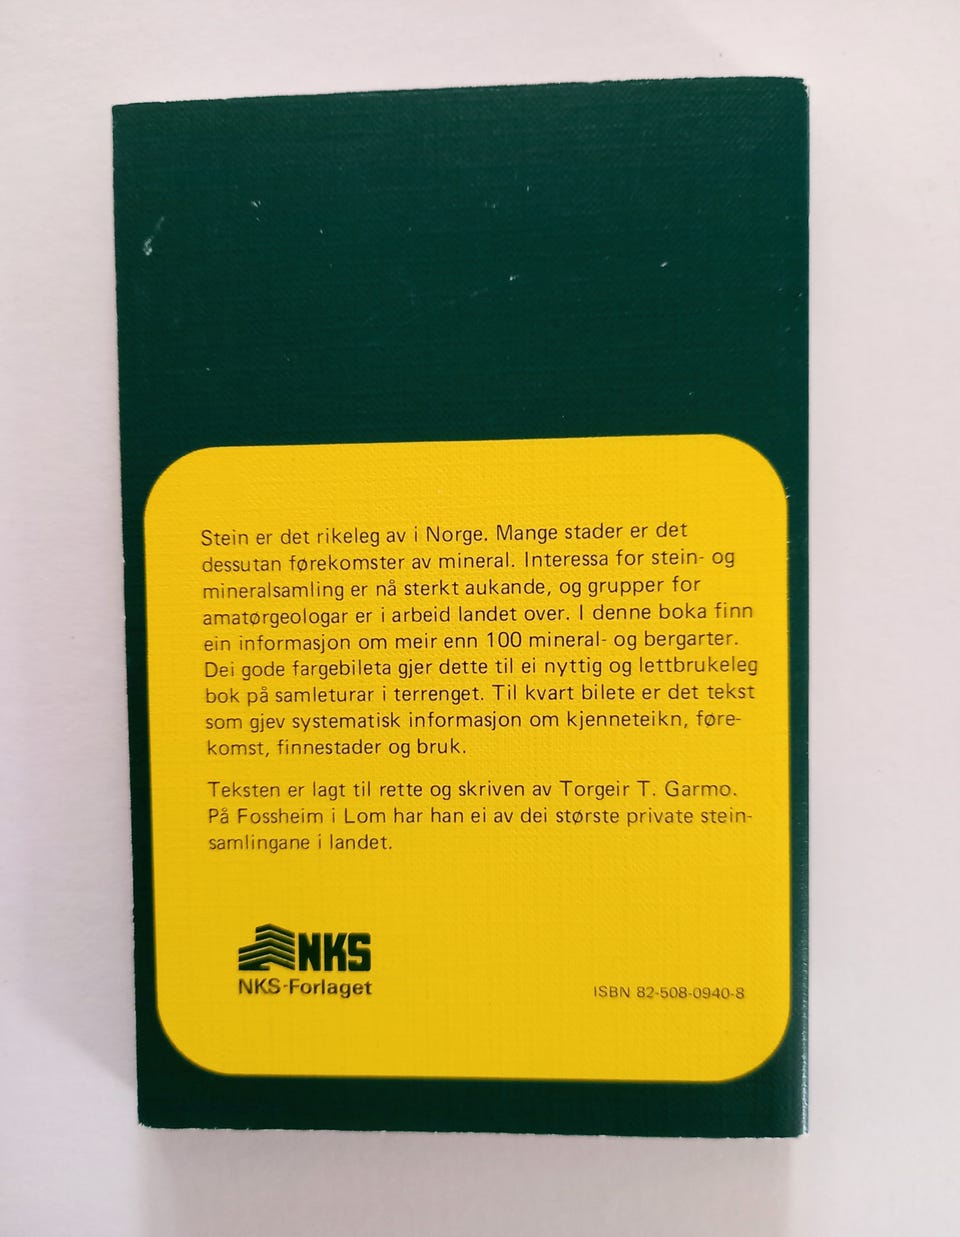 Stein er det rikeleg av i Norge. Mange stader er det
dessutan førekomster av mineral. Interessa for stein- og
mineralsamling er nå sterkt aukande, og grupper for
amatørgeologar er i arbeid landet over. I denne boka finn
ein informasjon om meir enn 100 mineral- og bergarter.
Dei gode fargebileta gjer dette til ei nyttig og lettbrukeleg
bok på samleturar i terrenget. Til kvart bilete er det tekst
som gjev systematisk informasjon om kjenneteikn, føre-
komst, finnestader og bruk.
Teksten er lagt til rette og skriven av Torgeir T. Garmo.
På Fossheim i Lom har han ei av dei største private stein-
samlingane i landet.
NKS
NKS-Forlaget
ISBN 82-508-0940-8